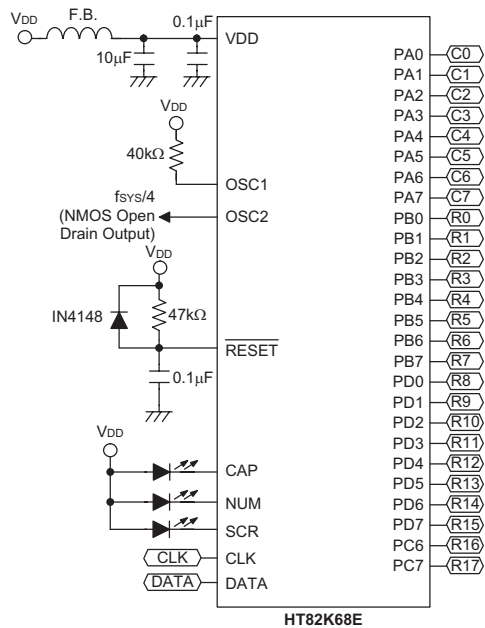 VDD
F.B.
0.1μF
10μF
VDD
VDD
40kΩ
OSC1
fSYS/4
(NMOS Open
Drain Output)
OSC2
VDD
IN4148
47kΩ
RESET
0.1μF
VDD
CAP
NUM
SCR
CLK
CLK
DATA
DATA
PA0 C0
PA1 C1
PA2 C2
PA3 C3
PA4 C4
PA5 C5
PA6 C6
PA7 C7
PB0 R0
PB1 R1
PB2 R2
PB3 R3
PB4 R4
PB5 R5
PB6 R6
PB7 R7
PD0 R8
PD1 R9
PD2 R10
PD3 R11
PD4 R12
PD5 R13
PD6 R14
PD7 R15
PC6 R16
PC7 R17
HT82K68E